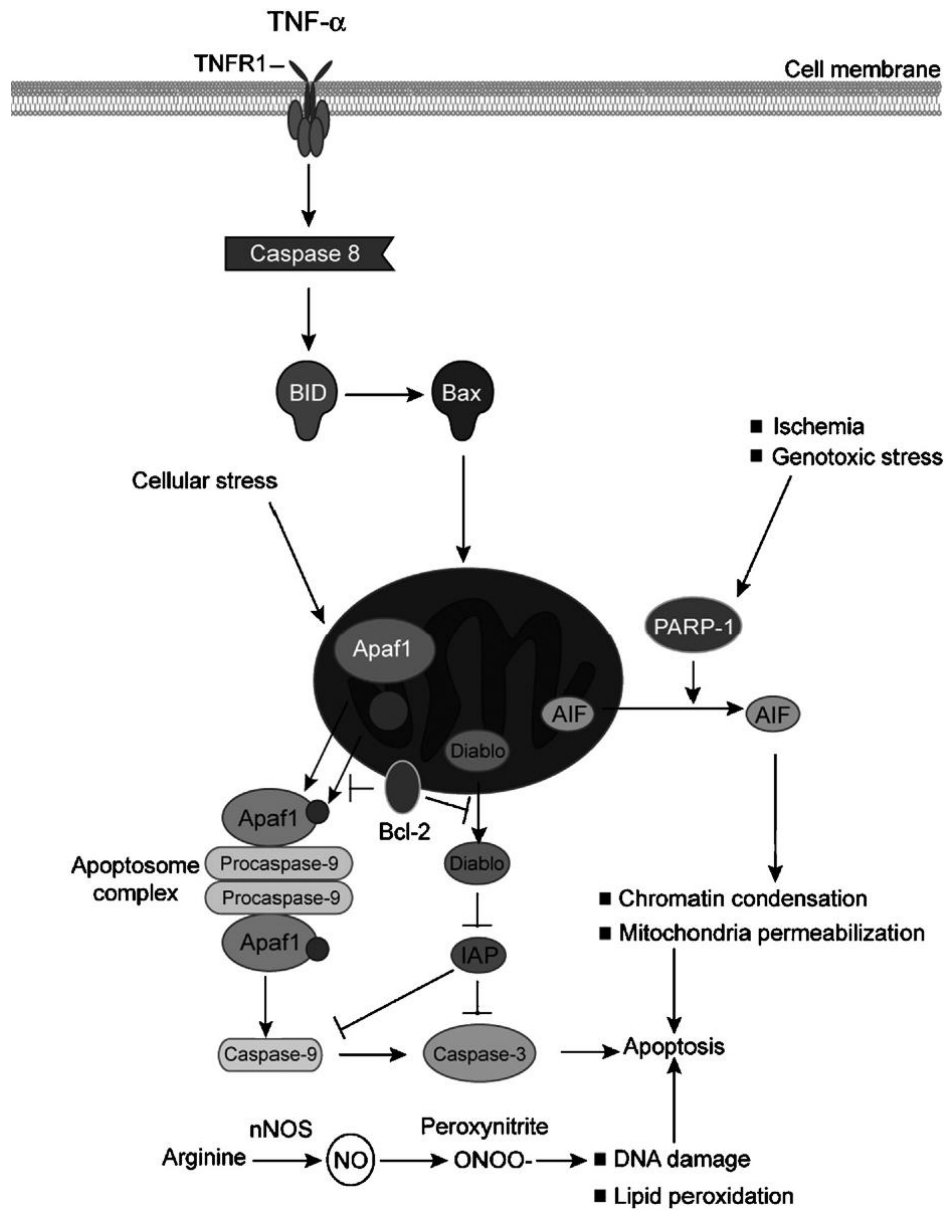 TNF-α
TNFR1
Cell membrane
Caspase 8
BID
Bax
■ Ischemia
■ Genotoxic stress
Cellular stress
Apaf1
PARP-1
AIF
AIF
Diablo
Bcl-2
Apaf1
Apoptosome
complex
Procaspase-9
Procaspase-9
Apaf1
Diablo
IAP
■ Chromatin condensation
■ Mitochondria permeabilization
Caspase-9
Caspase-3
Apoptosis
nNOS
Peroxynitrite
Arginine
NO
ONOO-
■ DNA damage
■ Lipid peroxidation